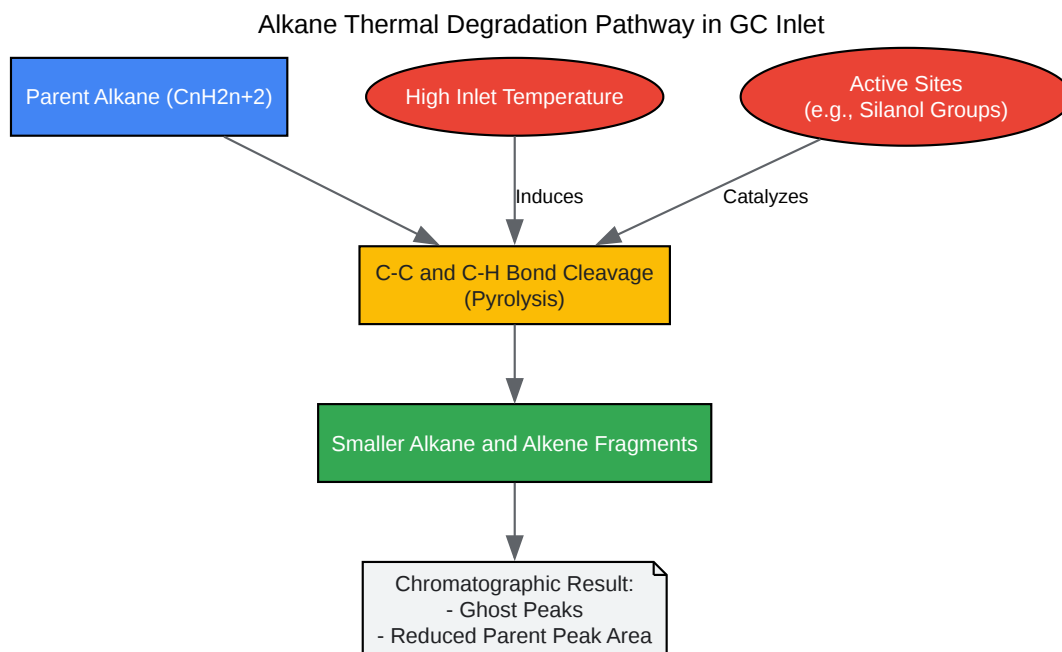 Alkane Thermal Degradation Pathway in GC Inlet
Parent Alkane (CnH2n+2)
High Inlet Temperature
Active Sites
(e.g., Silanol Groups)
Induces
Catalyzes
C-C and C-H Bond Cleavage
(Pyrolysis)
Smaller Alkane and Alkene Fragments
Chromatographic Result:
- Ghost Peaks
- Reduced Parent Peak Area